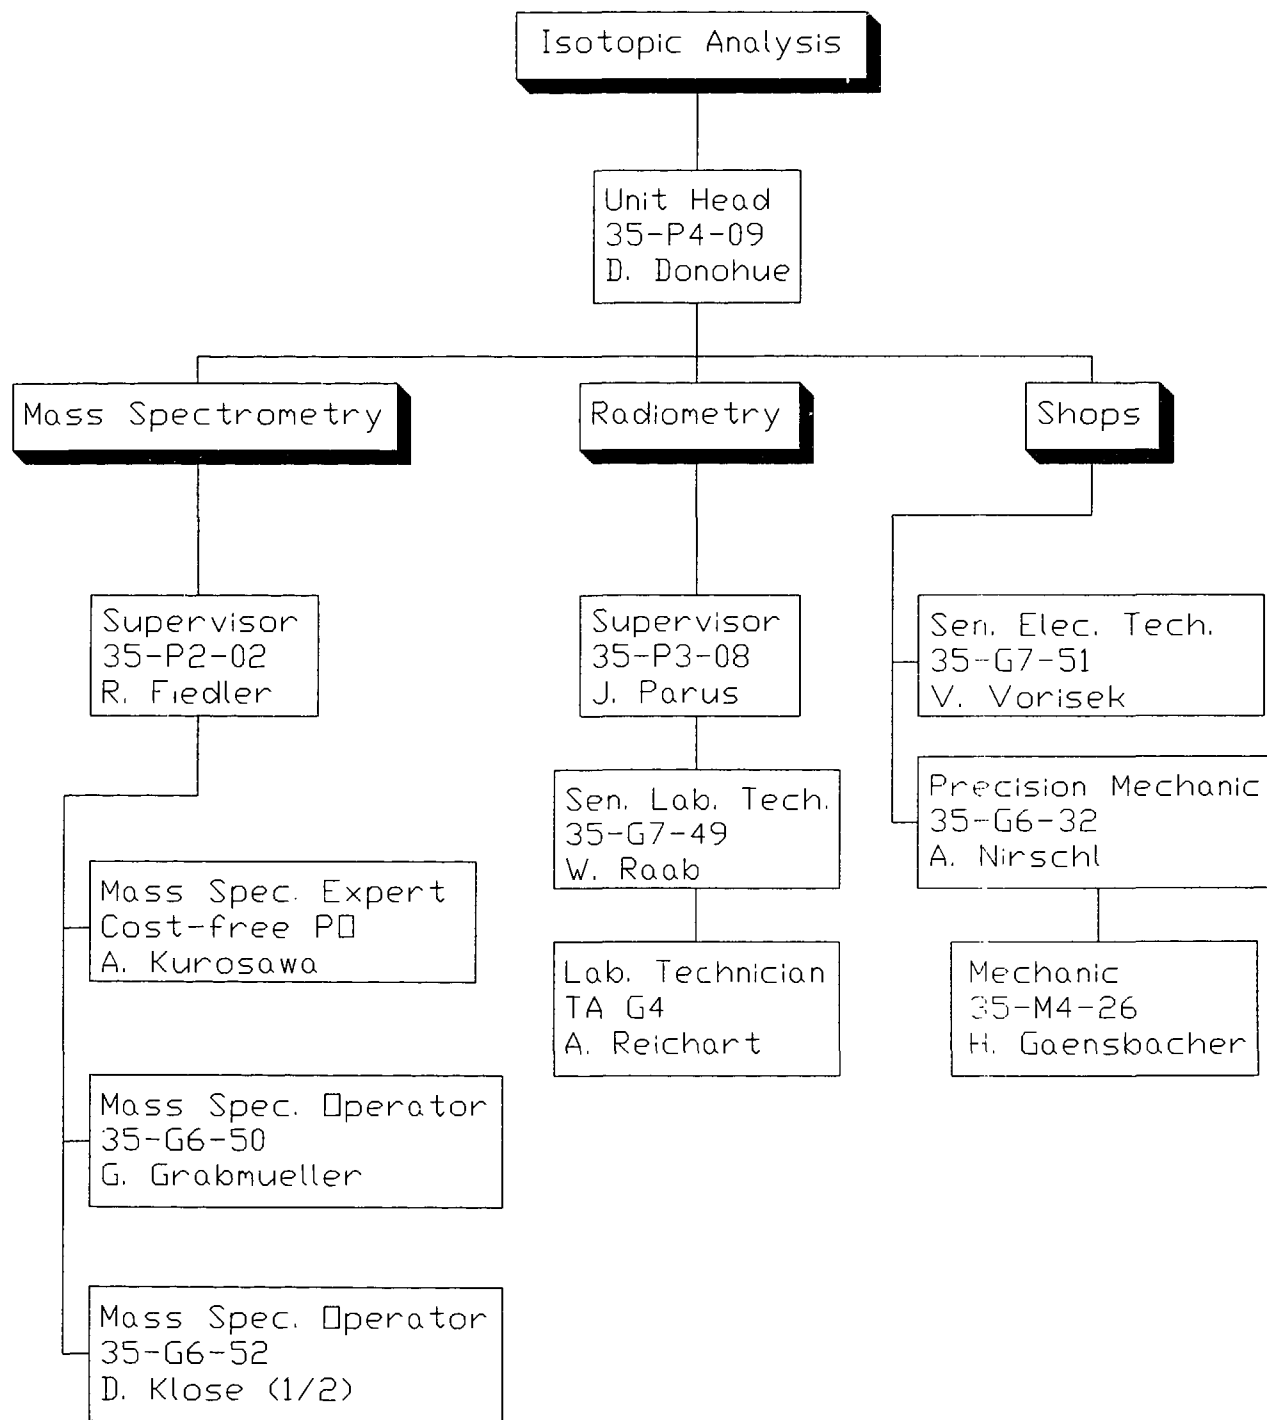 Isotopic Analysis
Unit Head
35-P4-09
D. Donohue
Mass Spectrometry
Radiometry
Shops
Supervisor
35-P2-02
R. Fiedler
Mass Spec. Expert
Cost-free PO
A. Kurosawa
Mass Spec. Operator
35-G6-50
G. Grabmueller
Mass Spec. Operator
35-G6-52
D. Klose (1/2)
Supervisor
35-P3-08
J. Parus
Sen. Lab. Tech.
35-G7-49
W. Raab
Lab. Technician
TA G4
A. Reichart
Sen. Elec. Tech.
35-G7-51
V. Vorisek
Precision Mechanic
35-G6-32
A. Nirschl
Mechanic
35-M4-26
H. Gaensbacher